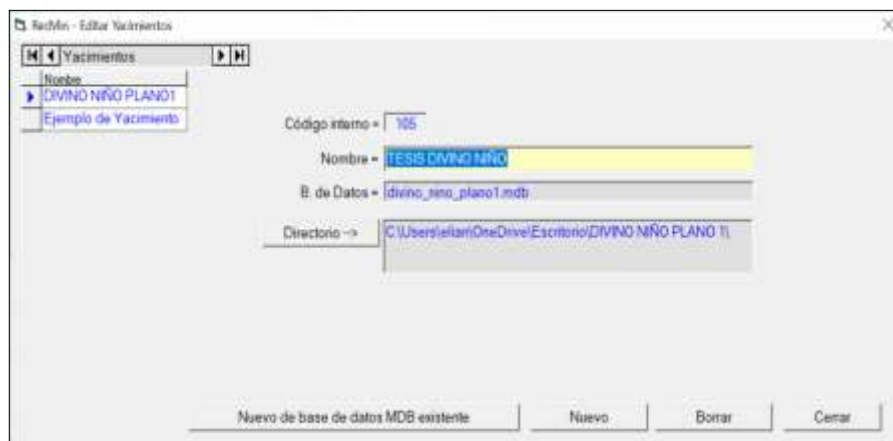 RecMin - Editar Yacimientos
Yacimientos
Nombre
DIVINO NIÑO PLANO1
Ejemplo de Yacimiento
Código interno = 105
Nombre = TESIS DIVINO NIÑO
B. de Datos = divino_nino_plano1.mdb
Directorio --> C:\Users\elian\OneDrive\Escritorio\DIVINO NIÑO PLANO 1\
Nuevo de base de datos MDB existente
Nuevo
Borrar
Cerrar